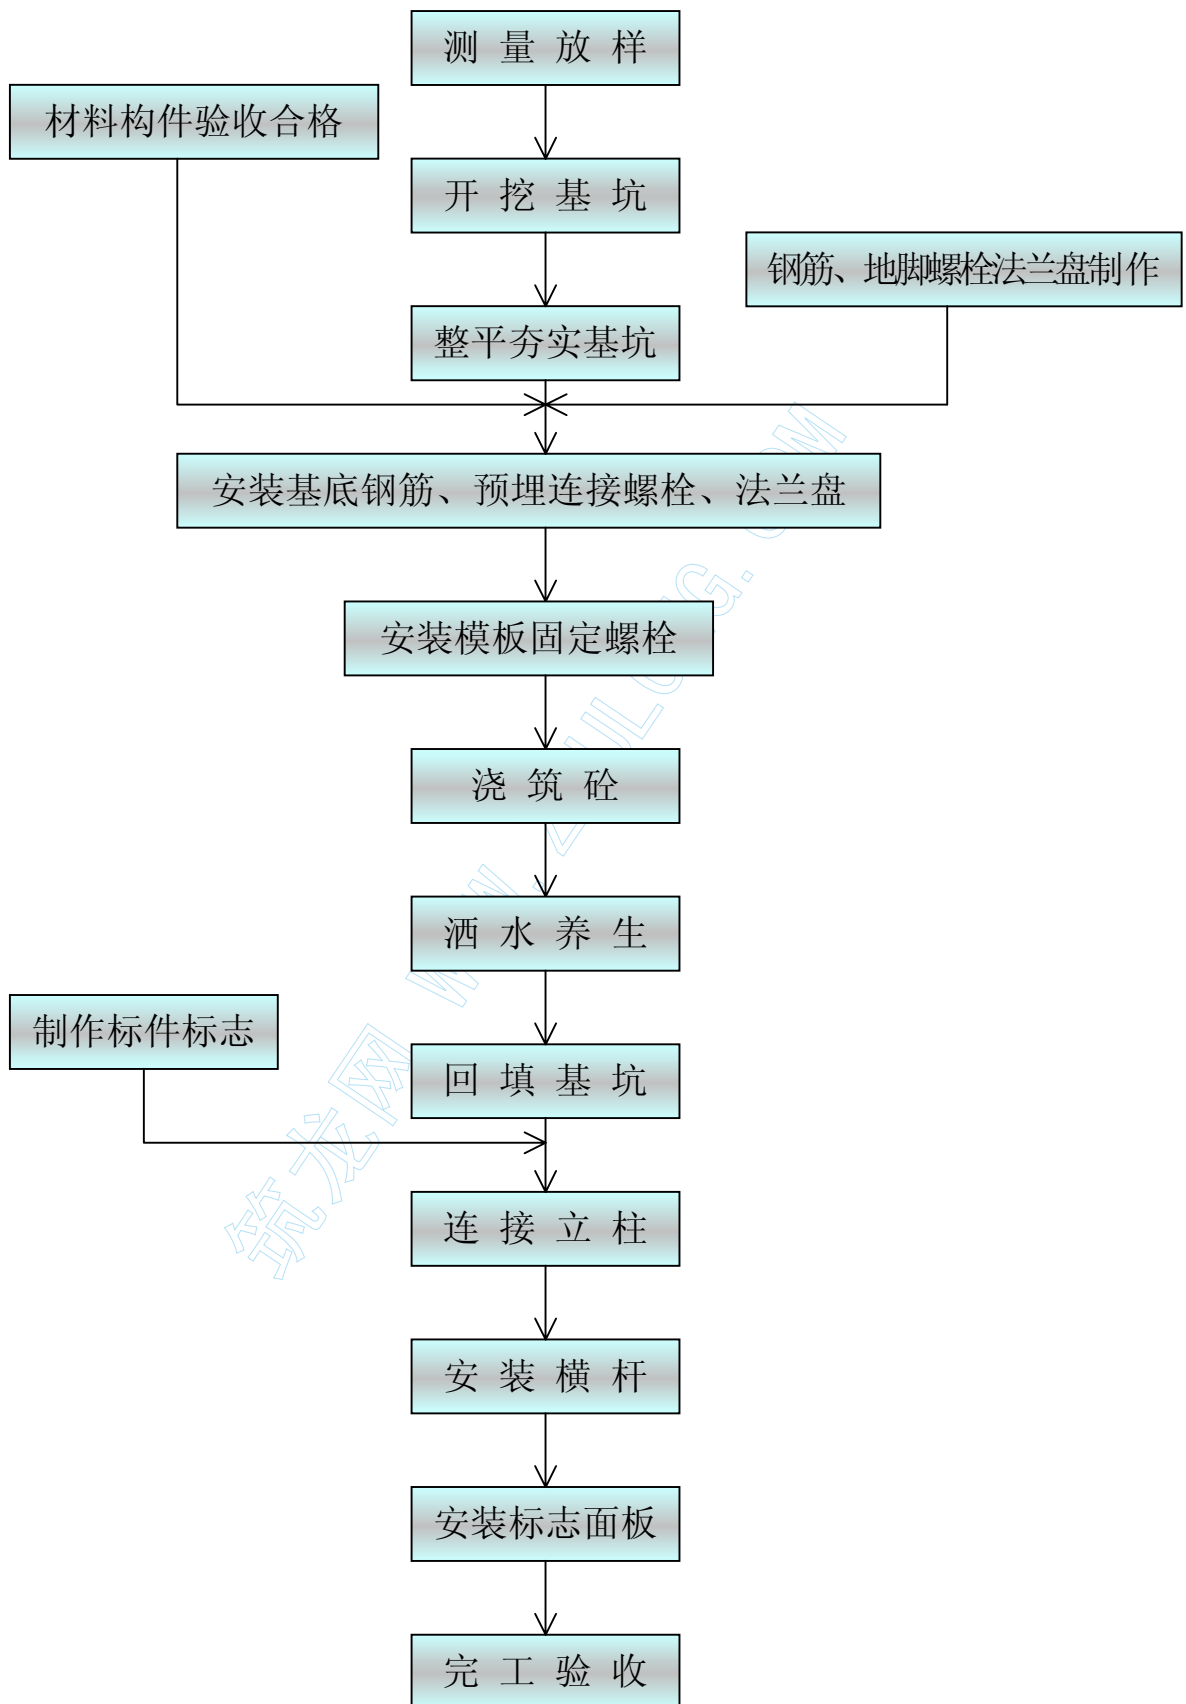 测 量 放 样
材料构件验收合格
开 挖 基 坑
钢筋、地脚螺栓法兰盘制作
整平夯实基坑
安装基底钢筋、预埋连接螺栓、法兰盘
安装模板固定螺栓
浇 筑 砼
洒 水 养 生
制作标件标志
回 填 基 坑
连 接 立 柱
安 装 横 杆
安装标志面板
完 工 验 收
筑龙网 WWW.ZHULONG.COM